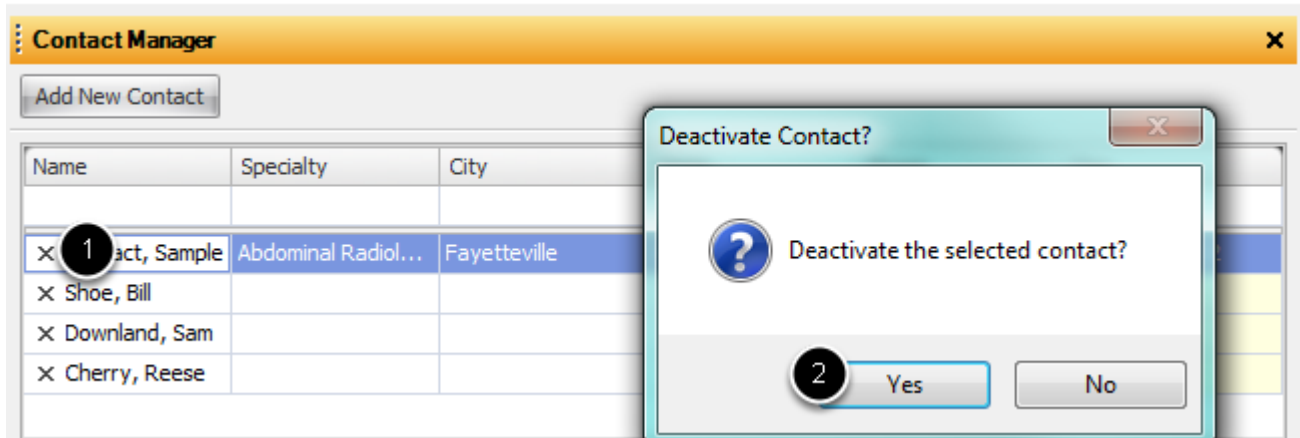 Contact Manager
Add New Contact
Deactivate Contact?
Name Specialty City
1 act, Sample Abdominal Radiol... Fayetteville
Deactivate the selected contact?
Shoe, Bill
Downland, Sam
Cherry, Reese
2 Yes No